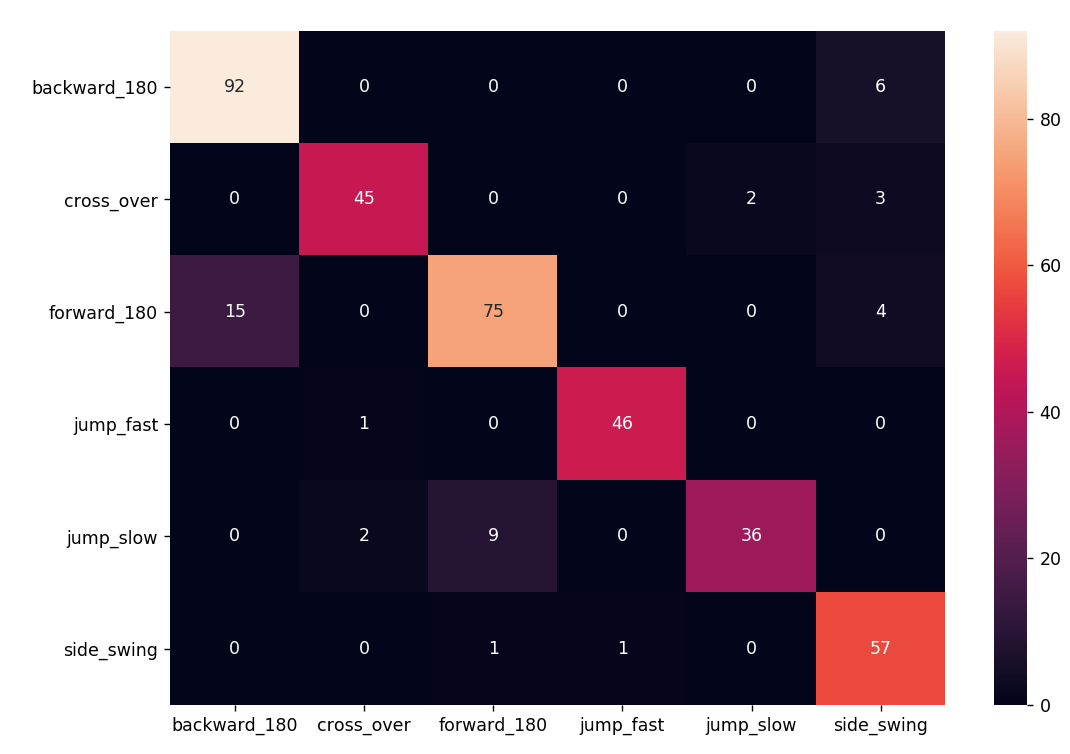 backward_180 92 0 0 0 0 6
80
cross_over 0 45 0 0 2 3
60
forward_180 15 0 75 0 0 4
40
jump_fast 0 1 0 46 0 0
jump_slow 0 2 9 0 36 0
20
side_swing 0 0 1 1 0 57
0
backward_180 cross_over forward_180 jump_fast jump_slow side_swing